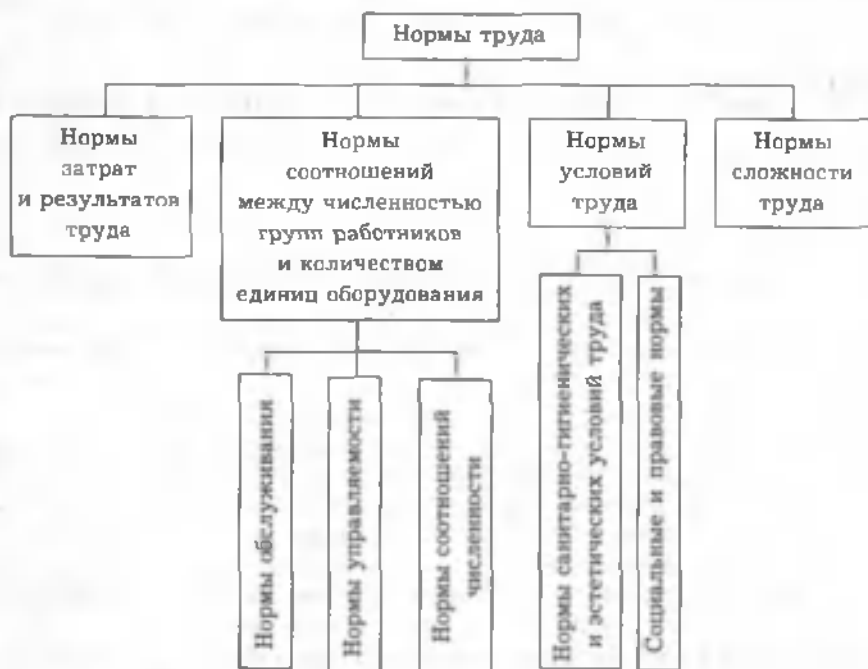 Нормы труда
Нормы
затрат
и результатов
труда
Нормы
соотношений
между численностью
групп работников
и количеством
единиц оборудования
Нормы
условий
труда
Нормы
сложности
труда
Нормы обслуживания
Нормы управляемости
Нормы соотношений
численности
Нормы санитарно-гигиенических
и эстетических условий труда
Социальные и правовые нормы